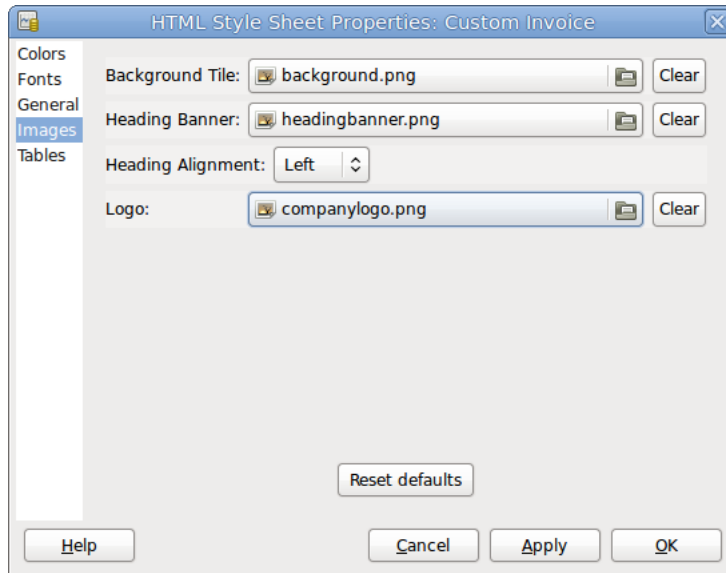 HTML Style Sheet Properties: Custom Invoice
Colors
Fonts
General
Images
Tables
Background Tile: background.png Clear
Heading Banner: headingbanner.png Clear
Heading Alignment: Left
Logo: companylogo.png Clear
Reset defaults
Help Cancel Apply OK